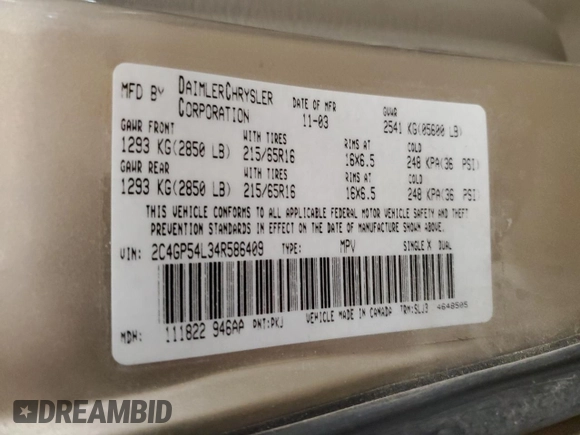 MFD BY DAIMLERCHRYSLER CORPORATION DATE OF MFR 11-03 GVWR 2541 KG(05600 LB)
GAWR FRONT WITH TIRES RIMS AT COLD
1293 KG(2850 LB) 215/65R16 16X6.5 248 KPA(36 PSI)
GAWR REAR WITH TIRES RIMS AT COLD
1293 KG(2850 LB) 215/65R16 16X6.5 248 KPA(36 PSI)
THIS VEHICLE CONFORMS TO ALL APPLICABLE FEDERAL MOTOR VEHICLE SAFETY AND THEFT
PREVENTION STANDARDS IN EFFECT ON THE DATE OF MANUFACTURE SHOWN ABOVE.
VIN: 2C4GP54L34R586409 TYPE: MPV SINGLE X DUAL
MDH: 111822 946AA PNT:PKJ VEHICLE MADE IN CANADA TRM:SLJ3 4648505
DREAMBID